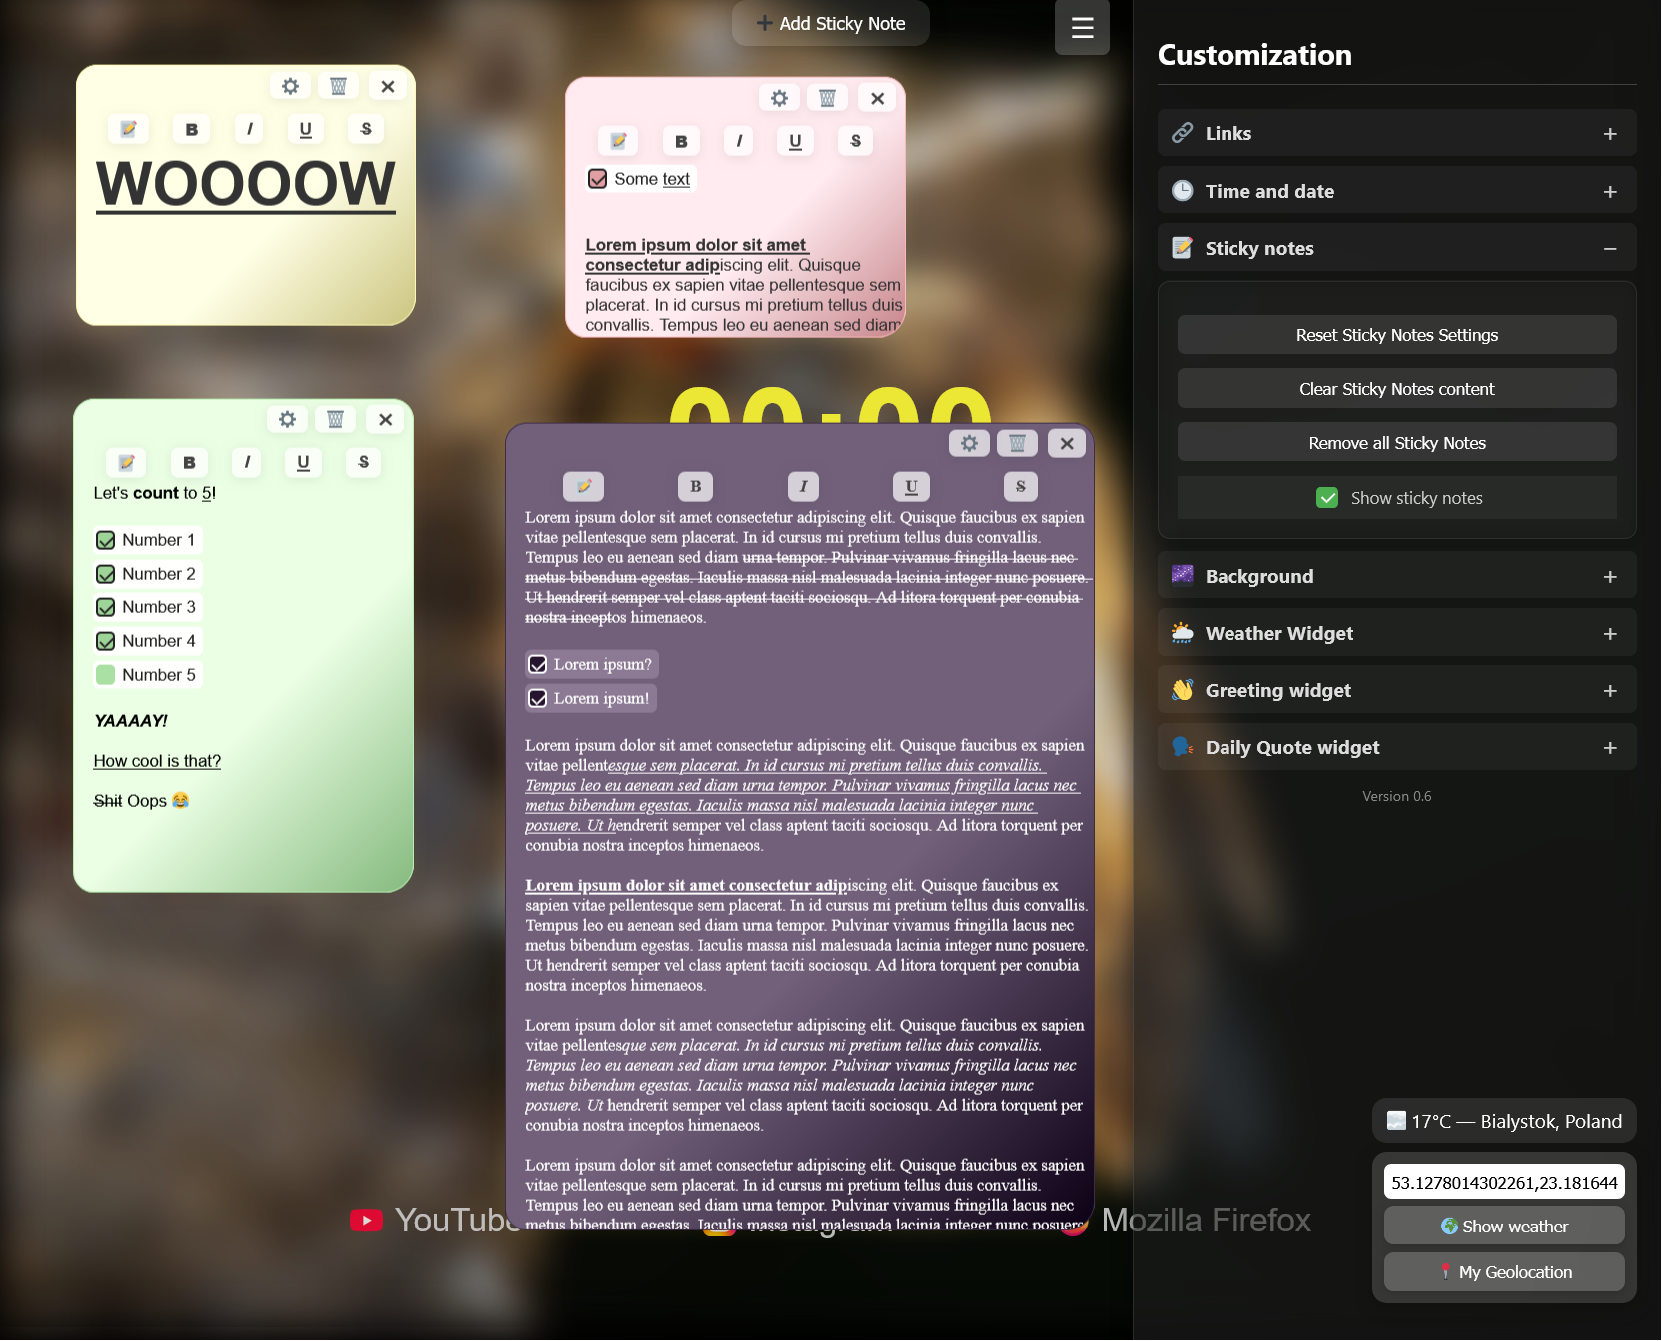 Add Sticky Note
B I U S
WOOOOW
B I U S
Some text
Lorem ipsum dolor sit amet
consectetur adipiscing elit. Quisque
faucibus ex sapien vitae pellentesque sem
placerat. In id cursus mi pretium tellus duis
convallis. Tempus leo eu aenean sed diam
00:00
B I U S
Let's count to 5!
Number 1
Number 2
Number 3
Number 4
Number 5
YAAAAY!
How cool is that?
Shit Oops 😂
B I U S
Lorem ipsum dolor sit amet consectetur adipiscing elit. Quisque faucibus ex sapien
vitae pellentesque sem placerat. In id cursus mi pretium tellus duis convallis.
Tempus leo eu aenean sed diam urna tempor. Pulvinar vivamus fringilla lacus nec
metus bibendum egestas. Iaculis massa nisl malesuada lacinia integer nunc posuere.
Ut hendrerit semper vel class aptent taciti sociosqu. Ad litora torquent per conubia
nostra inceptos himenaeos.
Lorem ipsum?
Lorem ipsum!
Lorem ipsum dolor sit amet consectetur adipiscing elit. Quisque faucibus ex sapien
vitae pellentesque sem placerat. In id cursus mi pretium tellus duis convallis.
Tempus leo eu aenean sed diam urna tempor. Pulvinar vivamus fringilla lacus nec
metus bibendum egestas. Iaculis massa nisl malesuada lacinia integer nunc
posuere. Ut hendrerit semper vel class aptent taciti sociosqu. Ad litora torquent per
conubia nostra inceptos himenaeos.
Lorem ipsum dolor sit amet consectetur adipiscing elit. Quisque faucibus ex
sapien vitae pellentesque sem placerat. In id cursus mi pretium tellus duis convallis.
Tempus leo eu aenean sed diam urna tempor. Pulvinar vivamus fringilla lacus nec
metus bibendum egestas. Iaculis massa nisl malesuada lacinia integer nunc posuere.
Ut hendrerit semper vel class aptent taciti sociosqu. Ad litora torquent per conubia
nostra inceptos himenaeos.
Lorem ipsum dolor sit amet consectetur adipiscing elit. Quisque faucibus ex sapien
vitae pellentesque sem placerat. In id cursus mi pretium tellus duis convallis.
Tempus leo eu aenean sed diam urna tempor. Pulvinar vivamus fringilla lacus nec
metus bibendum egestas. Iaculis massa nisl malesuada lacinia integer nunc
posuere. Ut hendrerit semper vel class aptent taciti sociosqu. Ad litora torquent per
conubia nostra inceptos himenaeos.
Lorem ipsum dolor sit amet consectetur adipiscing elit. Quisque faucibus ex sapien
vitae pellentesque sem placerat. In id cursus mi pretium tellus duis convallis.
Tempus leo eu aenean sed diam urna tempor. Pulvinar vivamus fringilla lacus nec
metus bibendum egestas. Iaculis massa nisl malesuada lacinia integer nunc posuere
YouTube
Mozilla Firefox
Customization
Links
Time and date
Sticky notes
Reset Sticky Notes Settings
Clear Sticky Notes content
Remove all Sticky Notes
Show sticky notes
Background
Weather Widget
Greeting widget
Daily Quote widget
Version 0.6
17°C — Bialystok, Poland
53.1278014302261,23.181644
Show weather
My Geolocation